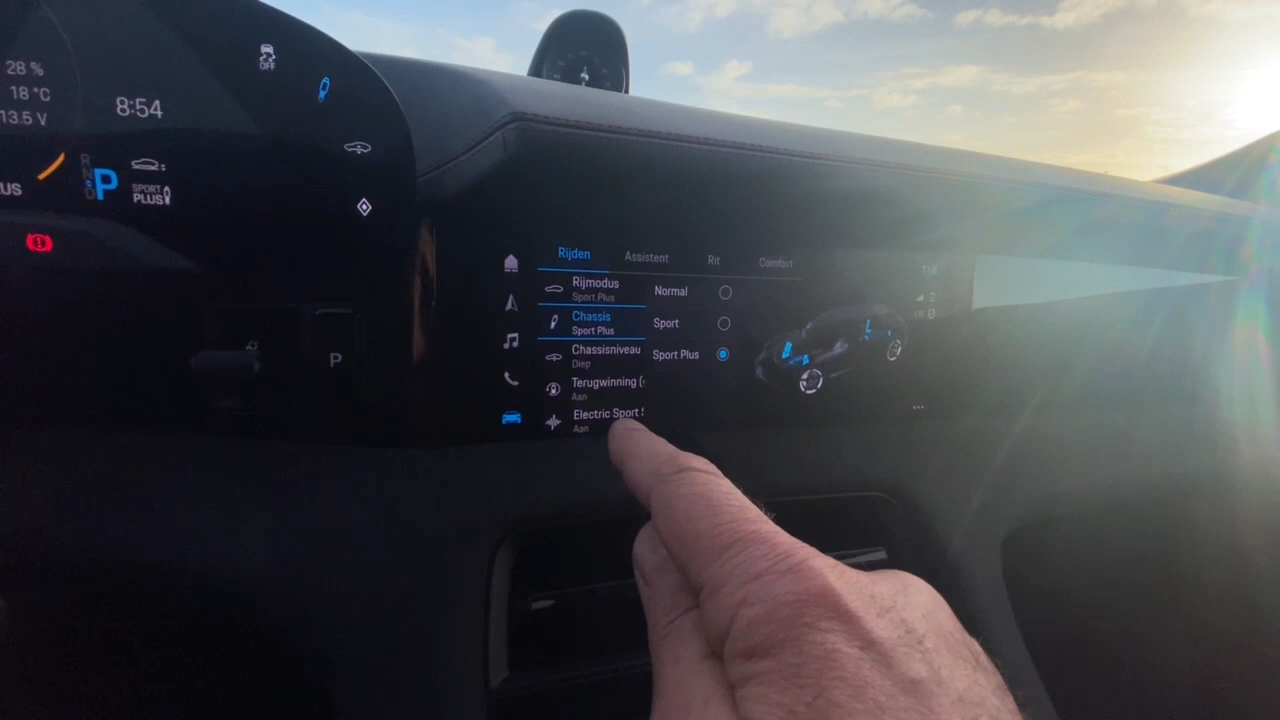 28 %
18 °C
13.5 V
8:54
OFF
US
R
N
D
P
SPORT
PLUS
P
Rijden
Assistent
Rit
Comfort
Rijmodus
Sport Plus
Chassis
Sport Plus
Chassisniveau
Diep
Terugwinning (
Aan
Electric Sport S
Aan
Normal
Sport
Sport Plus